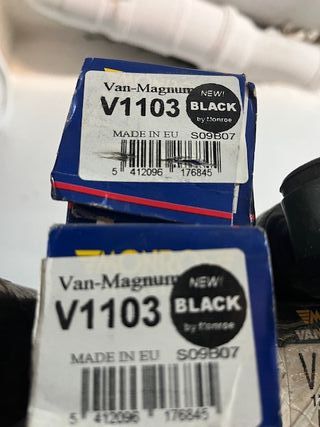 Van-Magnum
NEW!
V1103
BLACK
by Monroe
MADE IN EU S09B07
5 412096 176845
Van-Magnum
NEW!
V1103
BLACK
by Monroe
MADE IN EU S09B07
5 412096 176845
VAN
V